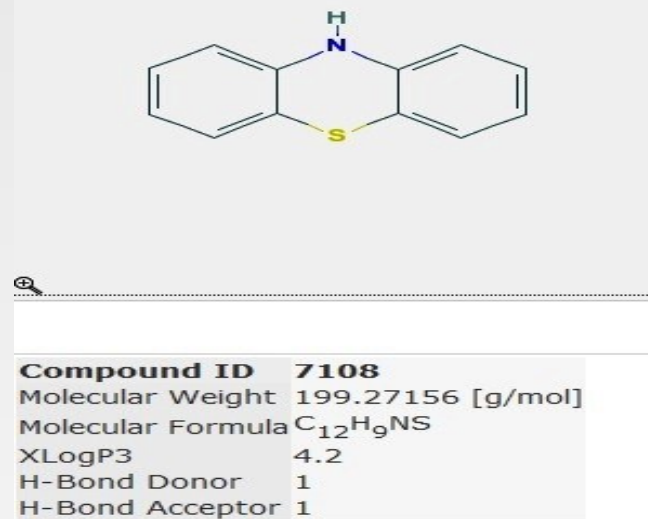 H
N
S
Compound ID 7108
Molecular Weight 199.27156 [g/mol]
Molecular Formula C₁₂H₉NS
XLogP3 4.2
H-Bond Donor 1
H-Bond Acceptor 1